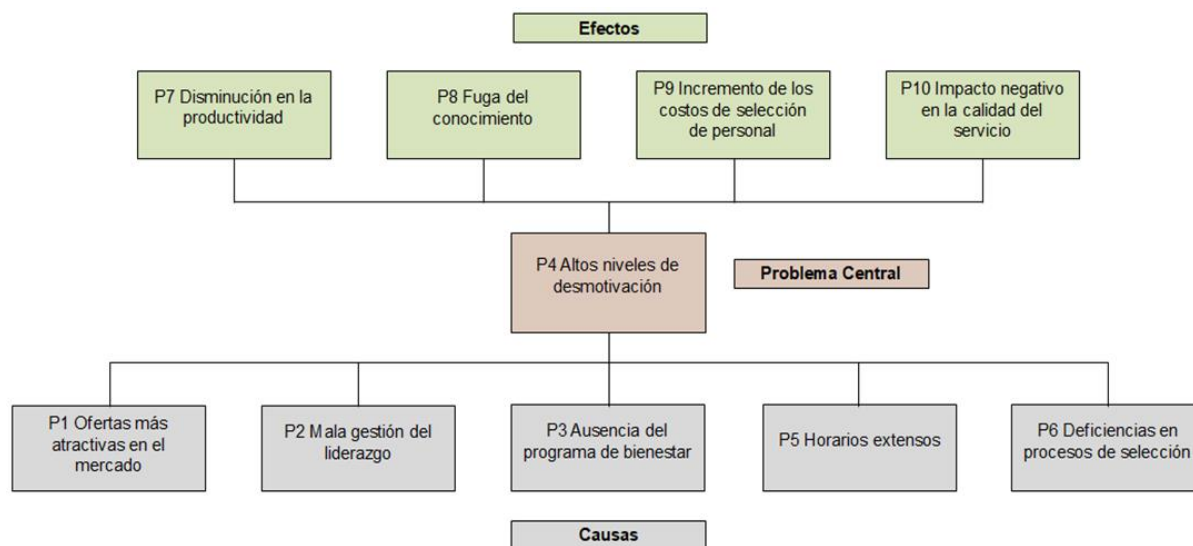 Efectos
P7 Disminución en la
productividad
P8 Fuga del
conocimiento
P9 Incremento de los
costos de selección
de personal
P10 Impacto negativo
en la calidad del
servicio
P4 Altos niveles de
desmotivación
Problema Central
P1 Ofertas más
atractivas en el
mercado
P2 Mala gestión del
liderazgo
P3 Ausencia del
programa de bienestar
P5 Horarios extensos
P6 Deficiencias en
procesos de selección
Causas